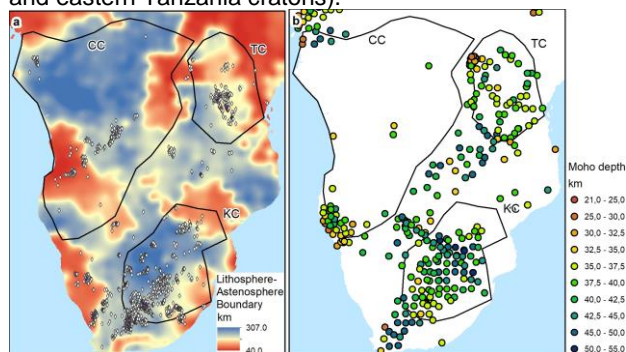 and eastern Tanzania cratons).
a
CC
TC
KC
Lithosphere-
Astenosphere
Boundary
km
307.0
40.0
b
CC
TC
KC
Moho depth
km
21,0 - 25,0
25,0 - 30,0
30,0 - 32,5
32,5 - 35,0
35,0 - 37,5
37,5 - 40,0
40,0 - 42,5
42,5 - 45,0
45,0 - 50,0
50,0 - 55,0